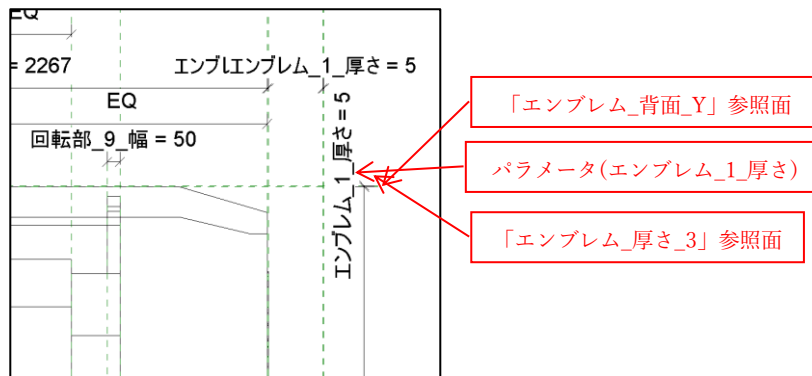 EQ
= 2267
エンブレエンブレム_1_厚さ = 5
EQ
回転部_9_幅 = 50
エンブレム_1_厚さ = 5
「エンブレム_背面_Y」参照面
パラメータ(エンブレム_1_厚さ)
「エンブレム_厚さ_3」参照面